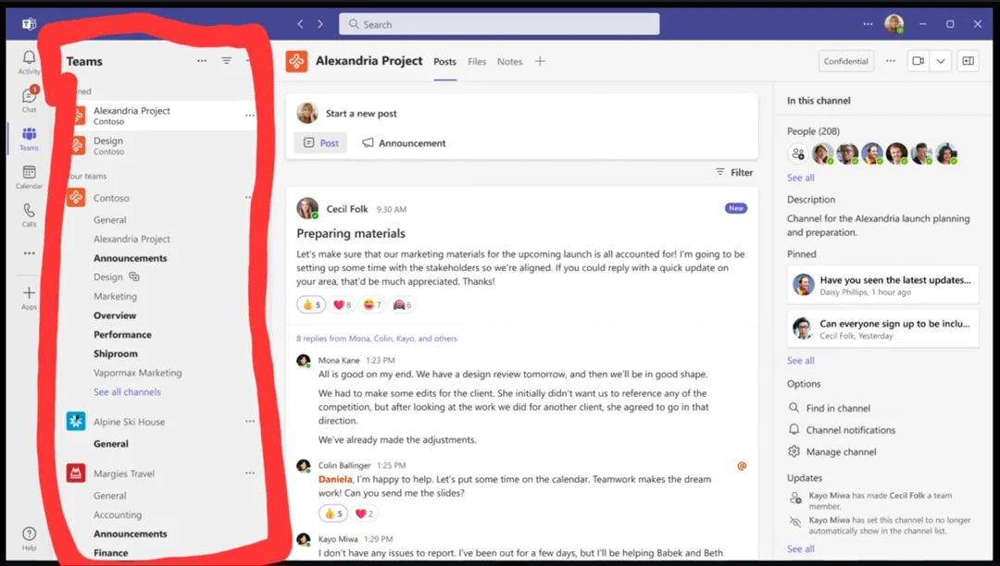 Search
Activity
Chat
1
Teams
Calendar
Calls
Apps
Help
Teams
Alexandria Project
Contoso
Design
Contoso
teams
Contoso
General
Alexandria Project
Announcements
Design
Marketing
Overview
Performance
Shiproom
Vapormax Marketing
See all channels
Alpine Ski House
General
Margies Travel
General
Accounting
Announcements
Finance
Alexandria Project
Posts
Files
Notes
Confidential
Start a new post
Post
Announcement
Filter
Cecil Folk 9:30 AM
New
Preparing materials
Let's make sure that our marketing materials for the upcoming launch is all accounted for! I'm going to
be setting up some time with the stakeholders so we're aligned. If you could reply with a quick update on
your area, that'd be much appreciated. Thanks!
5
8
7
6
8 replies from Mona, Colin, Kayo, and others
Mona Kane 1:23 PM
All is good on my end. We have a design review tomorrow, and then we'll be in good shape.
We had to make some edits for the client. She initially didn't want us to reference any of the
competition, but after looking at the work we did for another client, she agreed to go in that
direction.
We've already made the adjustments.
Colin Ballinger 1:25 PM
@
Daniela, I'm happy to help. Let's put some time on the calendar. Teamwork makes the dream
work! Can you send me the slides?
5
2
Kayo Miwa 1:29 PM
I don't have any issues to report. I've been out for a few days, but I'll be helping Babek and Beth
In this channel
People (208)
See all
Description
Channel for the Alexandria launch planning
and preparation.
Pinned
Have you seen the latest updates...
Daisy Phillips, 1 hour ago
Can everyone sign up to be inclu...
Cecil Folk, Yesterday
See all
Options
Find in channel
Channel notifications
Manage channel
Updates
Kayo Miwa has made Cecil Folk a team
member.
Kayo Miwa has set this channel to no longer
automatically show in the channel list.
See all